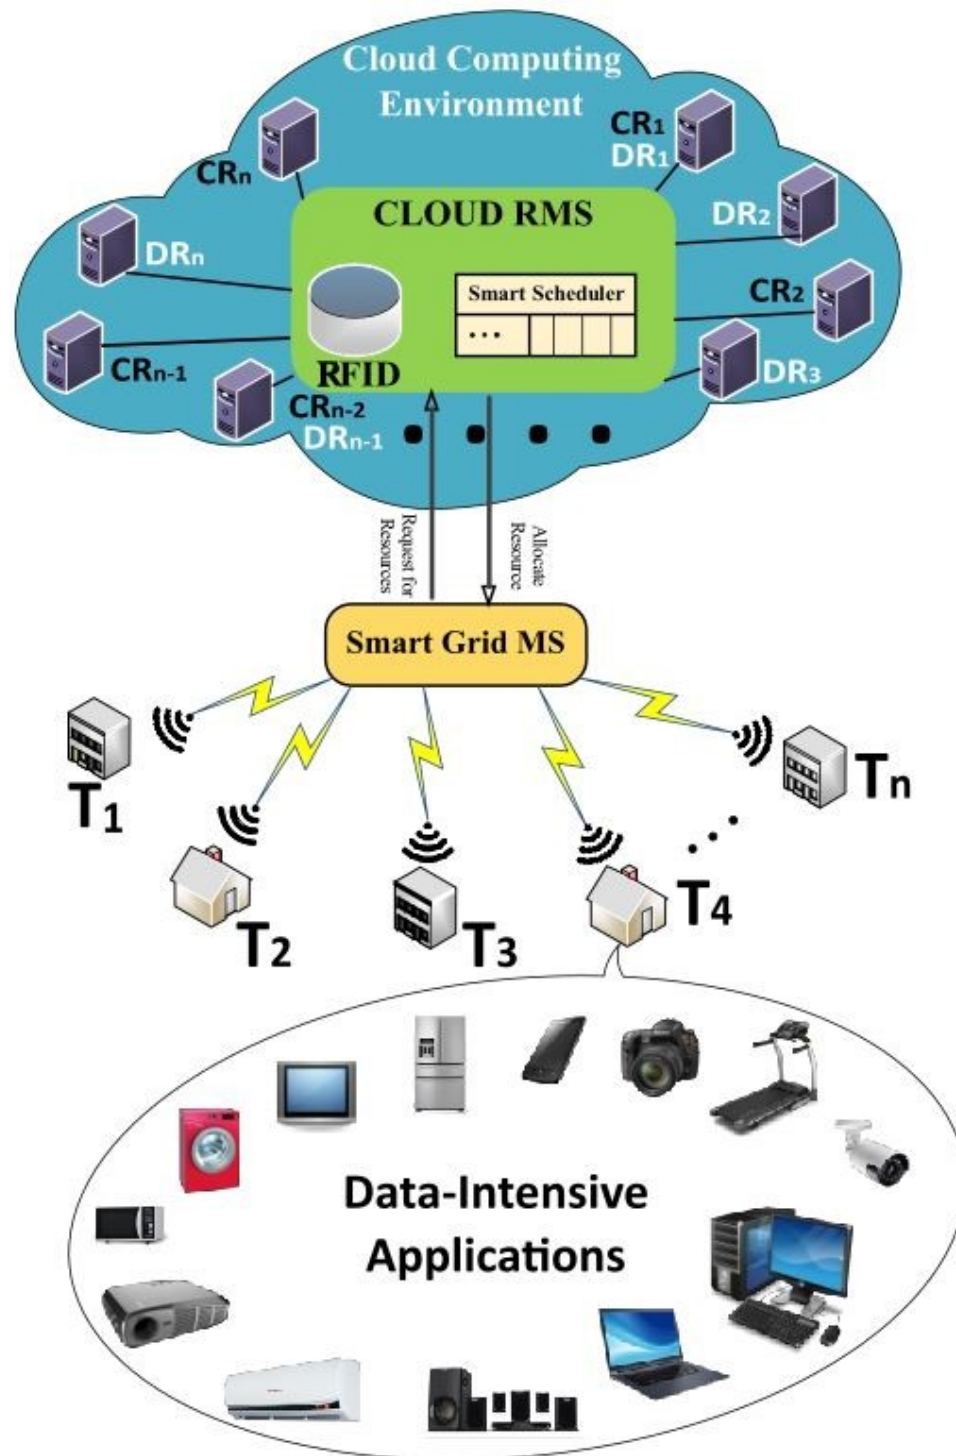 Cloud Computing
Environment
CRn
CR1
DR1
DRn
DR2
CLOUD RMS
CR2
Smart Scheduler
...
CRn-1
RFID
DR3
CRn-2
DRn-1
Request for
Resources
Allocate
Resource
Smart Grid MS
T1
Tn
T2
T3
T4
Data-Intensive
Applications